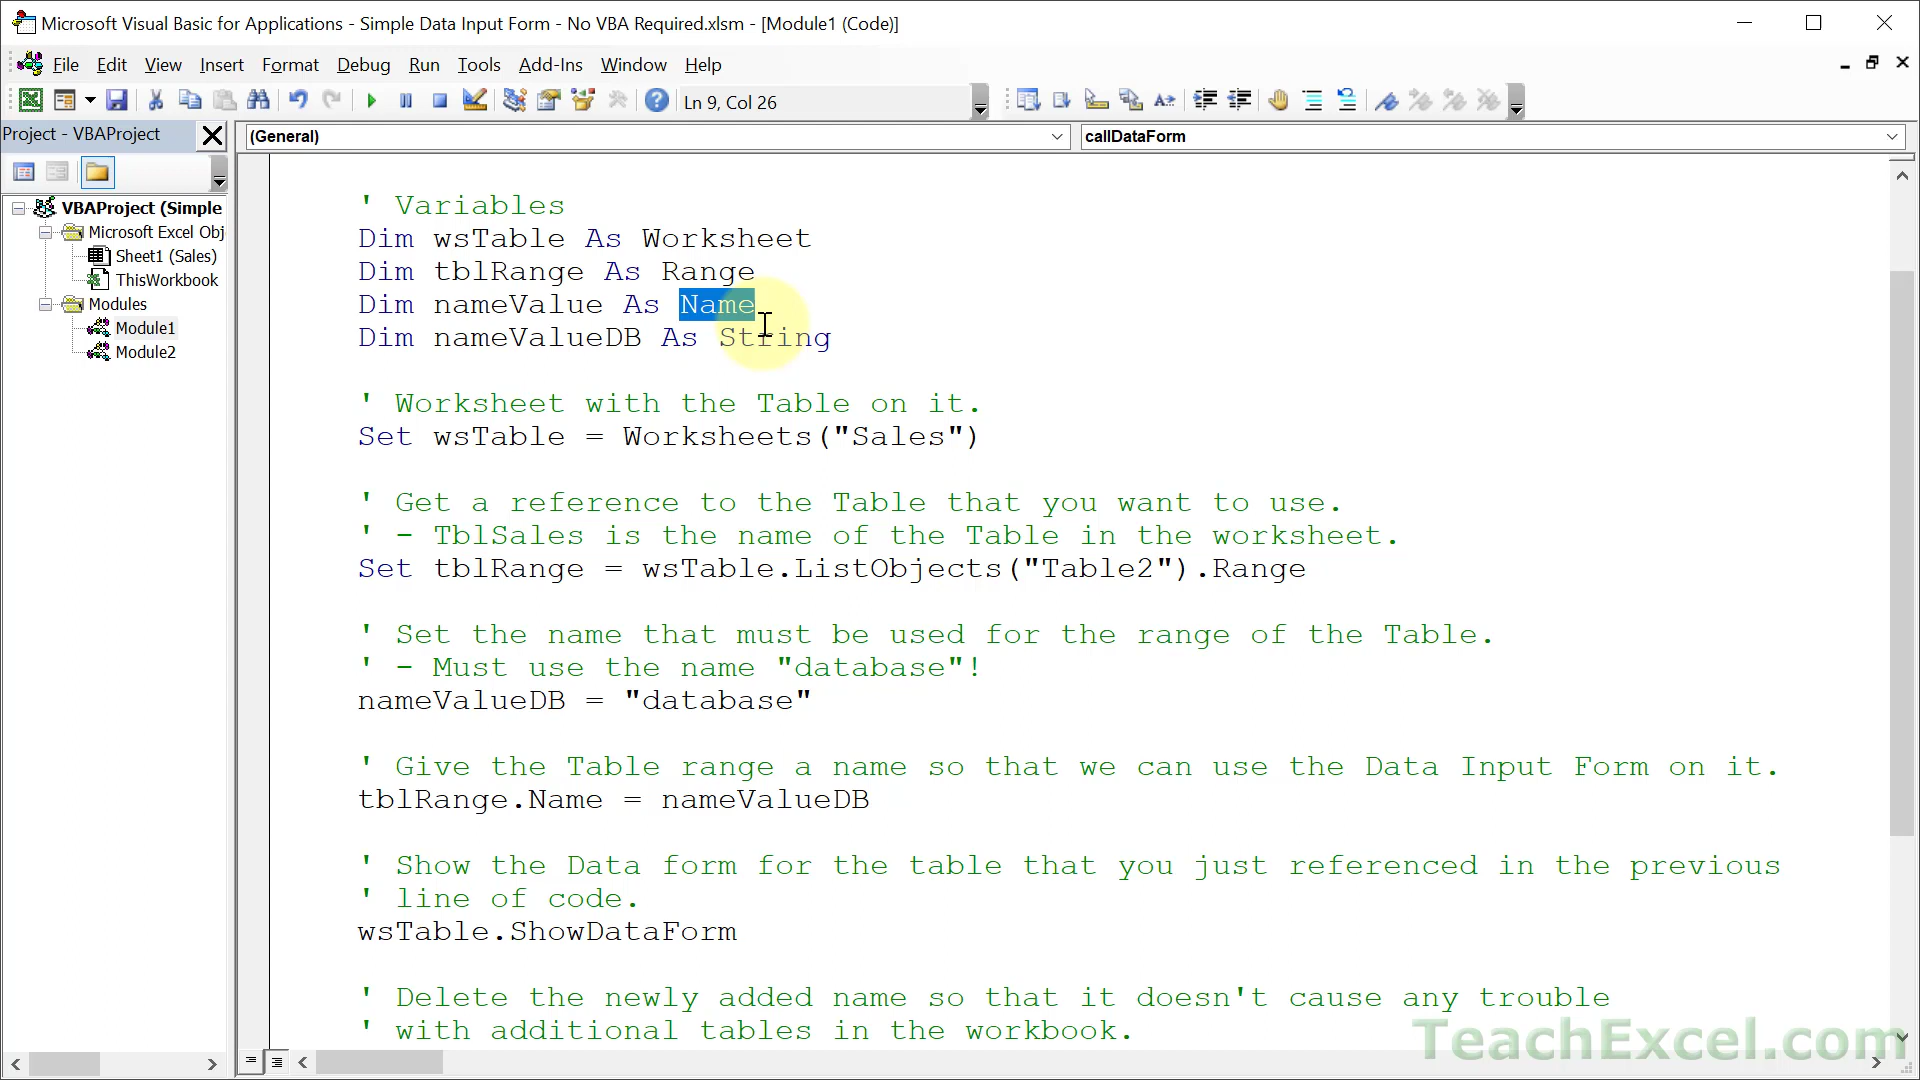 Microsoft Visual Basic for Applications - Simple Data Input Form - No VBA Required.xlsm - [Module1 (Code)]
File Edit View Insert Format Debug Run Tools Add-Ins Window Help
Ln 9, Col 26
Project - VBAProject
(General)
callDataForm
VBAProject (Simple
Microsoft Excel Obj
Sheet1 (Sales)
ThisWorkbook
Modules
Module1
Module2
' Variables
Dim wsTable As Worksheet
Dim tblRange As Range
Dim nameValue As Name
Dim nameValueDB As String
' Worksheet with the Table on it.
Set wsTable = Worksheets("Sales")
' Get a reference to the Table that you want to use.
' - TblSales is the name of the Table in the worksheet.
Set tblRange = wsTable.ListObjects("Table2").Range
' Set the name that must be used for the range of the Table.
' - Must use the name "database"!
nameValueDB = "database"
' Give the Table range a name so that we can use the Data Input Form on it.
tblRange.Name = nameValueDB
' Show the Data form for the table that you just referenced in the previous
' line of code.
wsTable.ShowDataForm
' Delete the newly added name so that it doesn't cause any trouble
' with additional tables in the workbook.
TeachExcel.com